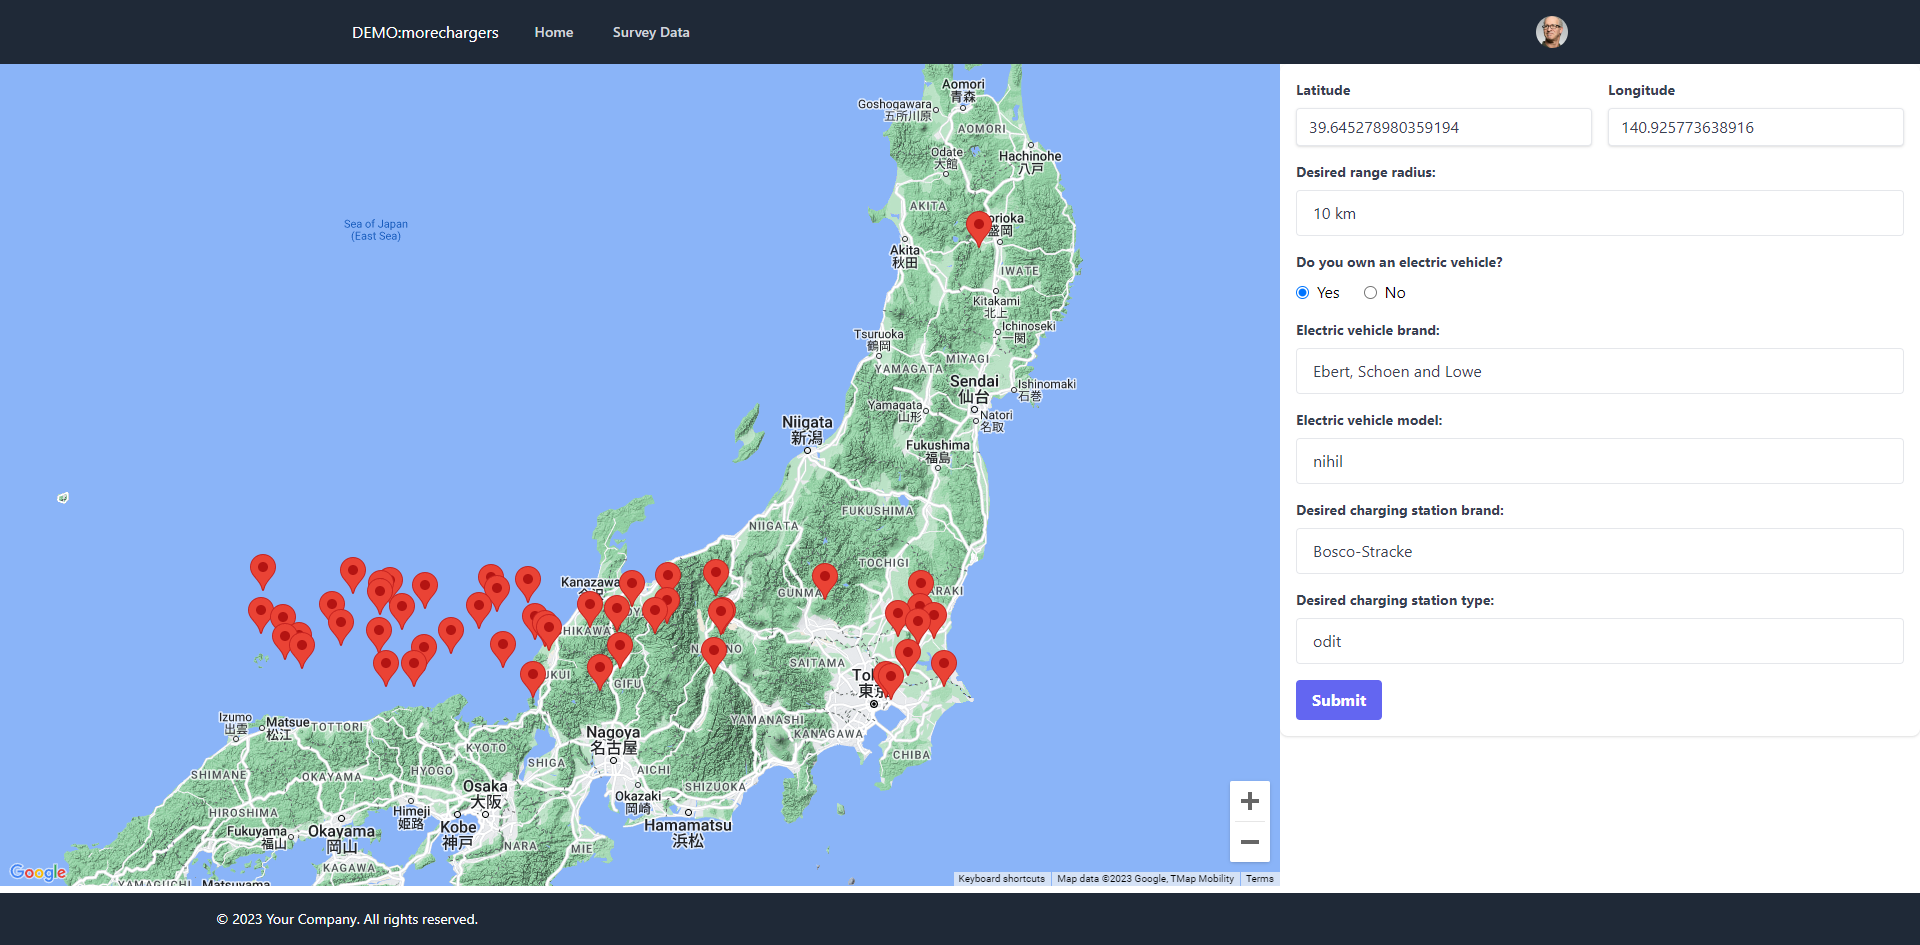 DEMO:morechargers
Home
Survey Data
Aomori
青森
Goshogawara
五所川原
AOMORI
Odate
大館
Hachinohe
八戸
AKITA
盛岡
Akita
秋田
IWATE
Kitakami
北上
Ichinoseki
一関
Tsuruoka
鶴岡
MIYAGI
YAMAGATA
Sendai
仙台
Ishinomaki
石巻
Yamagata
山形
Natori
名取
Niigata
新潟
Fukushima
福島
FUKUSHIMA
NIIGATA
TOCHIGI
Kanazawa
GUNMA
SAITAMA
GIFU
YAMANASHI
KANAGAWA
CHIBA
Nagoya
名古屋
Izumo
出雲
Matsue
松江
TOTTORI
KYOTO
SHIGA
AICHI
SHIZUOKA
SHIMANE
OKAYAMA
HYOGO
Osaka
大阪
Okazaki
岡崎
Hamamatsu
浜松
HIROSHIMA
Himeji
姫路
Kobe
神戸
Fukuyama
福山
Okayama
岡山
NARA
MIE
KAGAWA
YAMAGUCHI
Matsuyama
Sea of Japan
(East Sea)
Google
Keyboard shortcuts
Map data ©2023 Google, TMap Mobility
Terms
Latitude
Longitude
39.645278980359194
140.925773638916
Desired range radius:
10 km
Do you own an electric vehicle?
Yes
No
Electric vehicle brand:
Ebert, Schoen and Lowe
Electric vehicle model:
nihil
Desired charging station brand:
Bosco-Stracke
Desired charging station type:
odit
Submit
© 2023 Your Company. All rights reserved.